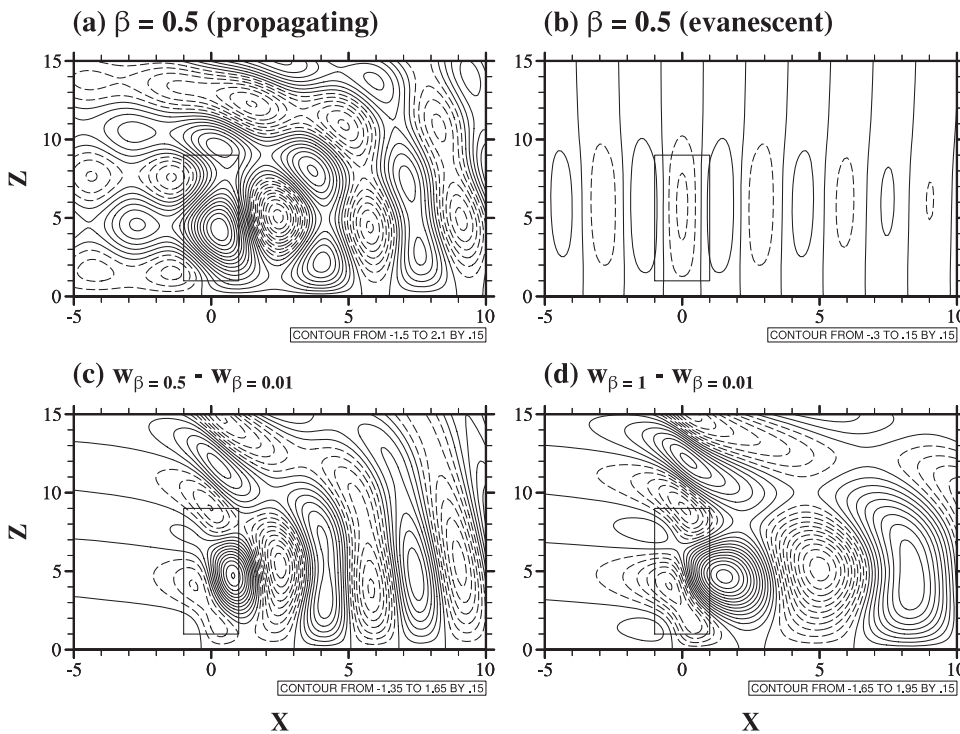 (a) β = 0.5 (propagating)
(b) β = 0.5 (evanescent)
15
10
5
0
Z
-5 0 5 10
CONTOUR FROM -1.5 TO 2.1 BY .15
15
10
5
0
-5 0 5 10
CONTOUR FROM -.3 TO .15 BY .15
(c) w β = 0.5 - w β = 0.01
(d) w β = 1 - w β = 0.01
15
10
5
0
Z
-5 0 5 10
CONTOUR FROM -1.35 TO 1.65 BY .15
X
15
10
5
0
-5 0 5 10
CONTOUR FROM -1.65 TO 1.95 BY .15
X